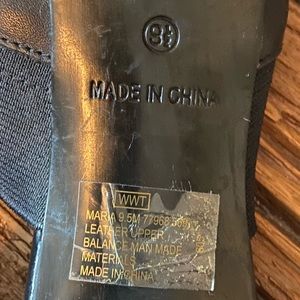 MADE IN CHINA
WWT
MARIA 9.5M
LEATHER UPPER
BALANCE MAN MADE
MATERIALS
MADE IN CHINA